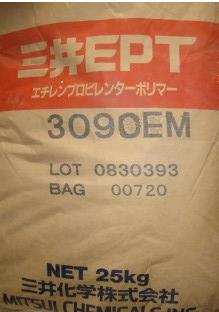 三井EPT
エチレンプロピレンターポリマー
3090EM
LOT 0830393
BAG 00720
NET 25kg
三井化学株式会社
MITSUI CHEMICALS, INC.